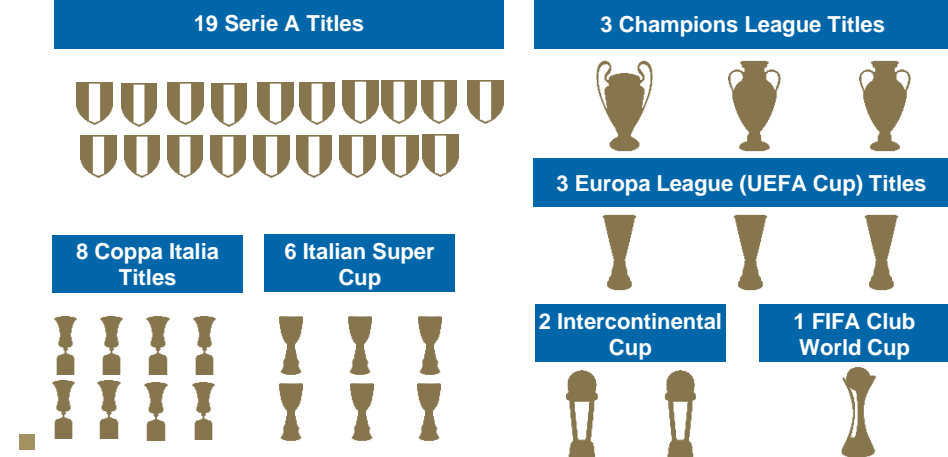 19 Serie A Titles
3 Champions League Titles
3 Europa League (UEFA Cup) Titles
8 Coppa Italia
Titles
6 Italian Super
Cup
2 Intercontinental
Cup
1 FIFA Club
World Cup